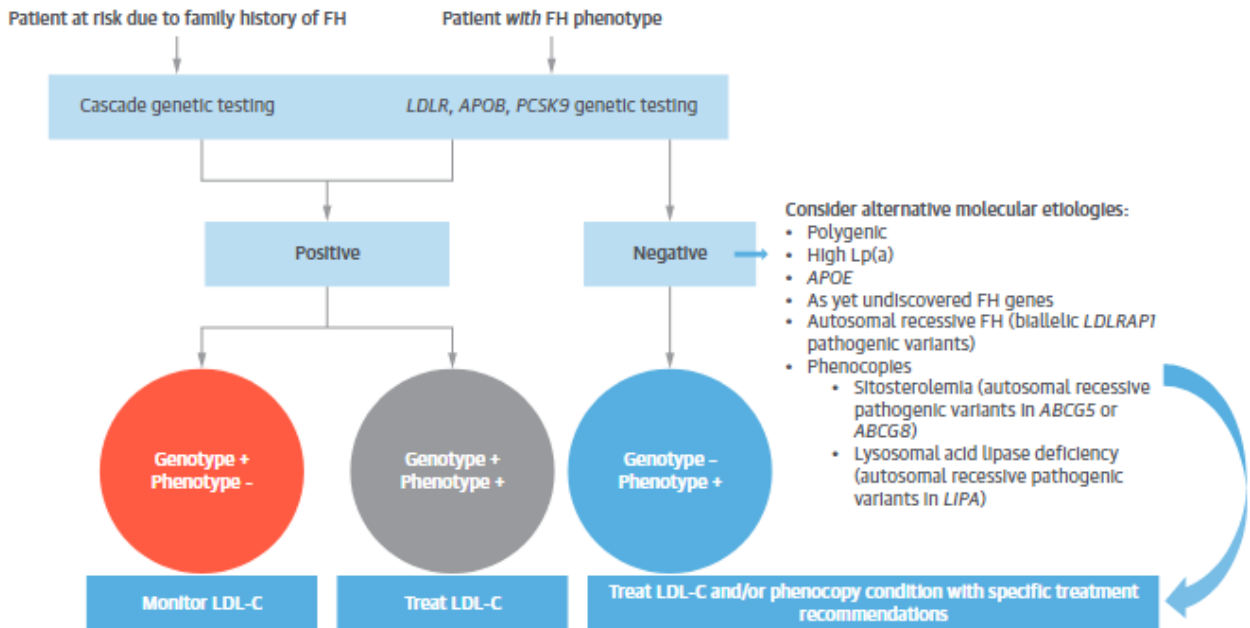 Patient at risk due to family history of FH
Patient with FH phenotype
Cascade genetic testing
LDLR, APOB, PCSK9 genetic testing
Positive
Negative
Consider alternative molecular etiologies:
• Polygenic
• High Lp(a)
• APOE
• As yet undiscovered FH genes
• Autosomal recessive FH (biallelic LDLRAP1
pathogenic variants)
• Phenocopies
• Sitosterolemia (autosomal recessive
pathogenic variants in ABCG5 or
ABCG8)
• Lysosomal acid lipase deficiency
(autosomal recessive pathogenic
variants in LIPA)
Genotype +
Phenotype –
Genotype +
Phenotype +
Genotype –
Phenotype +
Monitor LDL-C
Treat LDL-C
Treat LDL-C and/or phenocopy condition with specific treatment
recommendations